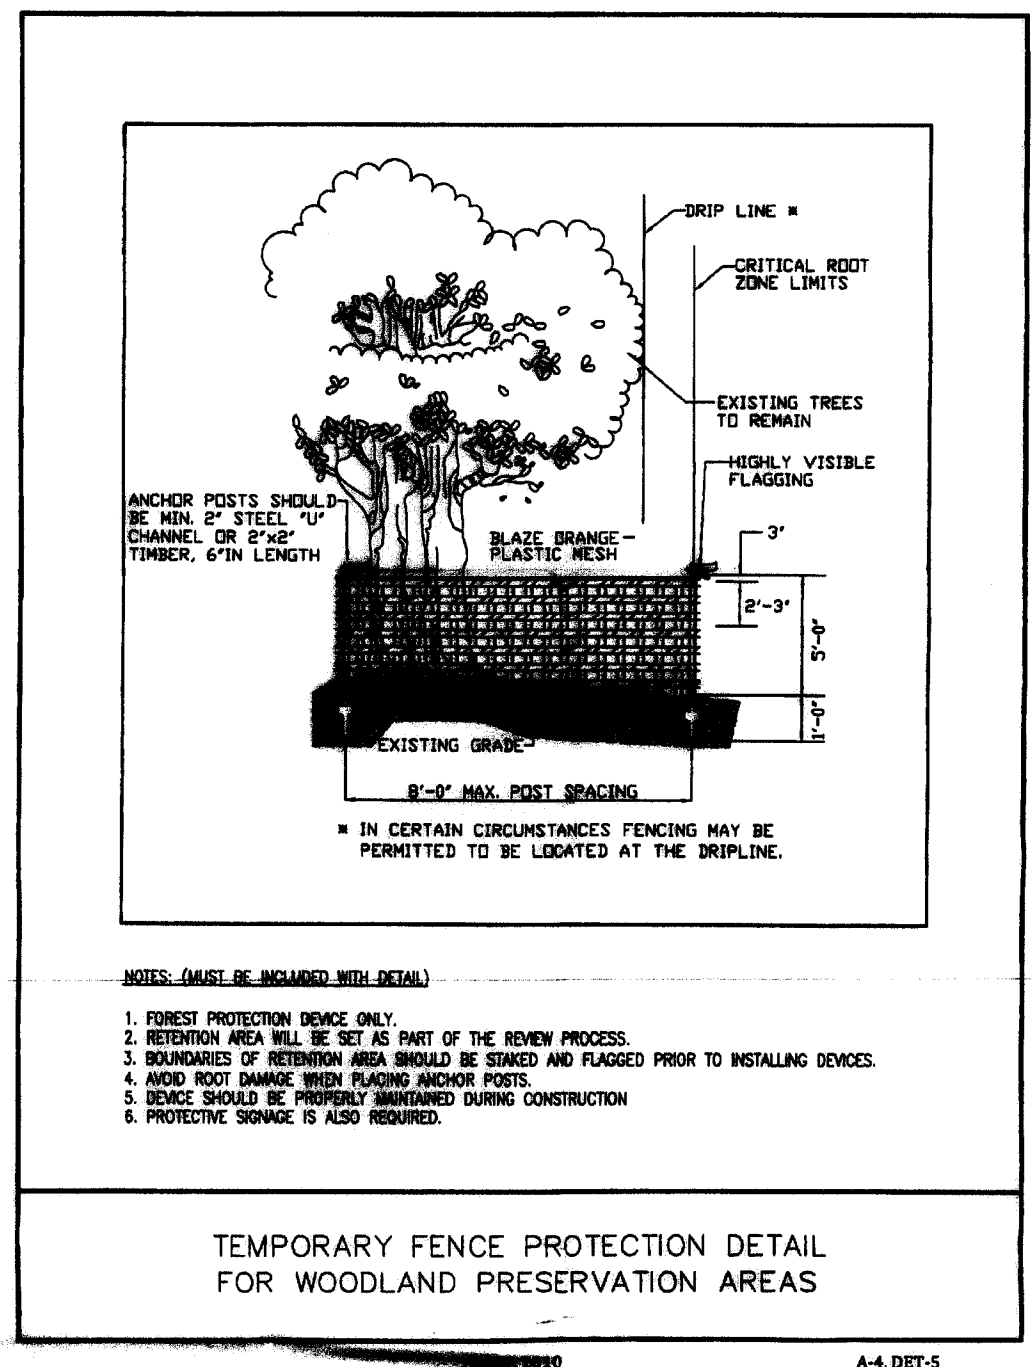 DRIP LINE *
CRITICAL ROOT
ZONE LIMITS
EXISTING TREES
TO REMAIN
HIGHLY VISIBLE
FLAGGING
ANCHOR POSTS SHOULD
BE MIN. 2" STEEL "U"
CHANNEL OR 2"x2"
TIMBER, 6"IN LENGTH
BLAZE ORANGE
PLASTIC MESH
3"
2'-3"
5'-0"
1'-0"
EXISTING GRADE
8'-0" MAX. POST SPACING
* IN CERTAIN CIRCUMSTANCES FENCING MAY BE
PERMITTED TO BE LOCATED AT THE DRIPLINE.
NOTES: (MUST BE INCLUDED WITH DETAIL)
1. FOREST PROTECTION DEVICE ONLY.
2. RETENTION AREA WILL BE SET AS PART OF THE REVIEW PROCESS.
3. BOUNDARIES OF RETENTION AREA SHOULD BE STAKED AND FLAGGED PRIOR TO INSTALLING DEVICES.
4. AVOID ROOT DAMAGE WHEN PLACING ANCHOR POSTS.
5. DEVICE SHOULD BE PROPERLY MAINTAINED DURING CONSTRUCTION
6. PROTECTIVE SIGNAGE IS ALSO REQUIRED.
TEMPORARY FENCE PROTECTION DETAIL
FOR WOODLAND PRESERVATION AREAS
A-4, DET-5